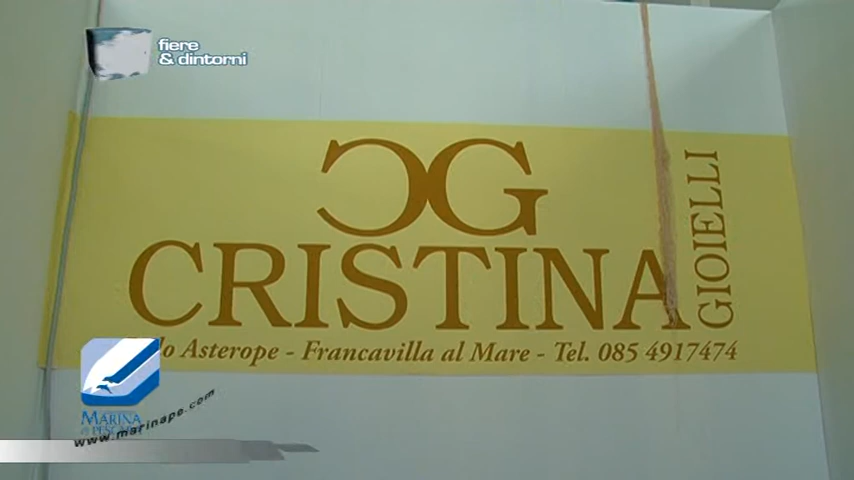 fiere
& dintorni
CG
CRISTINA
GIOIELLI
Asterope - Francavilla al Mare - Tel. 085 4917474
MARINA
www.marinape.com